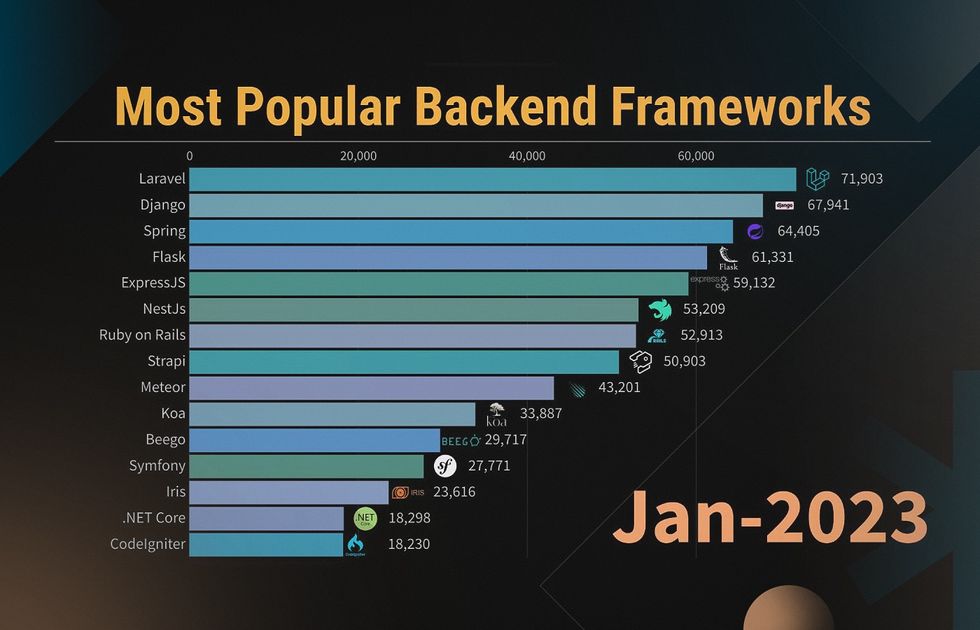 Most Popular Backend Frameworks
0 20,000 40,000 60,000
Laravel 71,903
Django django 67,941
Spring 64,405
Flask Flask 61,331
ExpressJS express 59,132
NestJs 53,209
Ruby on Rails RAILS 52,913
Strapi 50,903
Meteor 43,201
Koa koa 33,887
Beego BEEGO 29,717
Symfony sf 27,771
Iris IRIS 23,616
.NET Core .NET Core 18,298
CodeIgniter CodeIgniter 18,230
Jan-2023